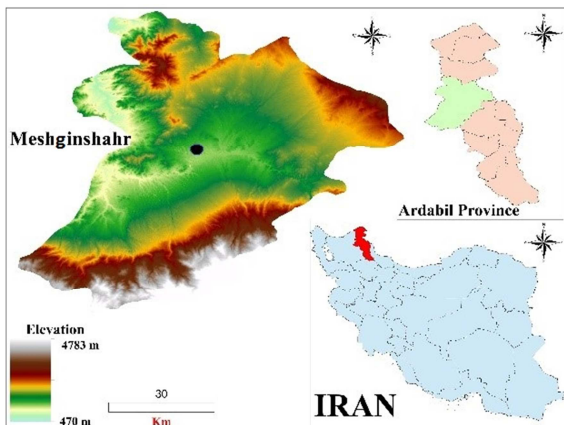 Meshginshahr
Ardabil Province
Elevation
4783 m
470 m
30
Km
IRAN